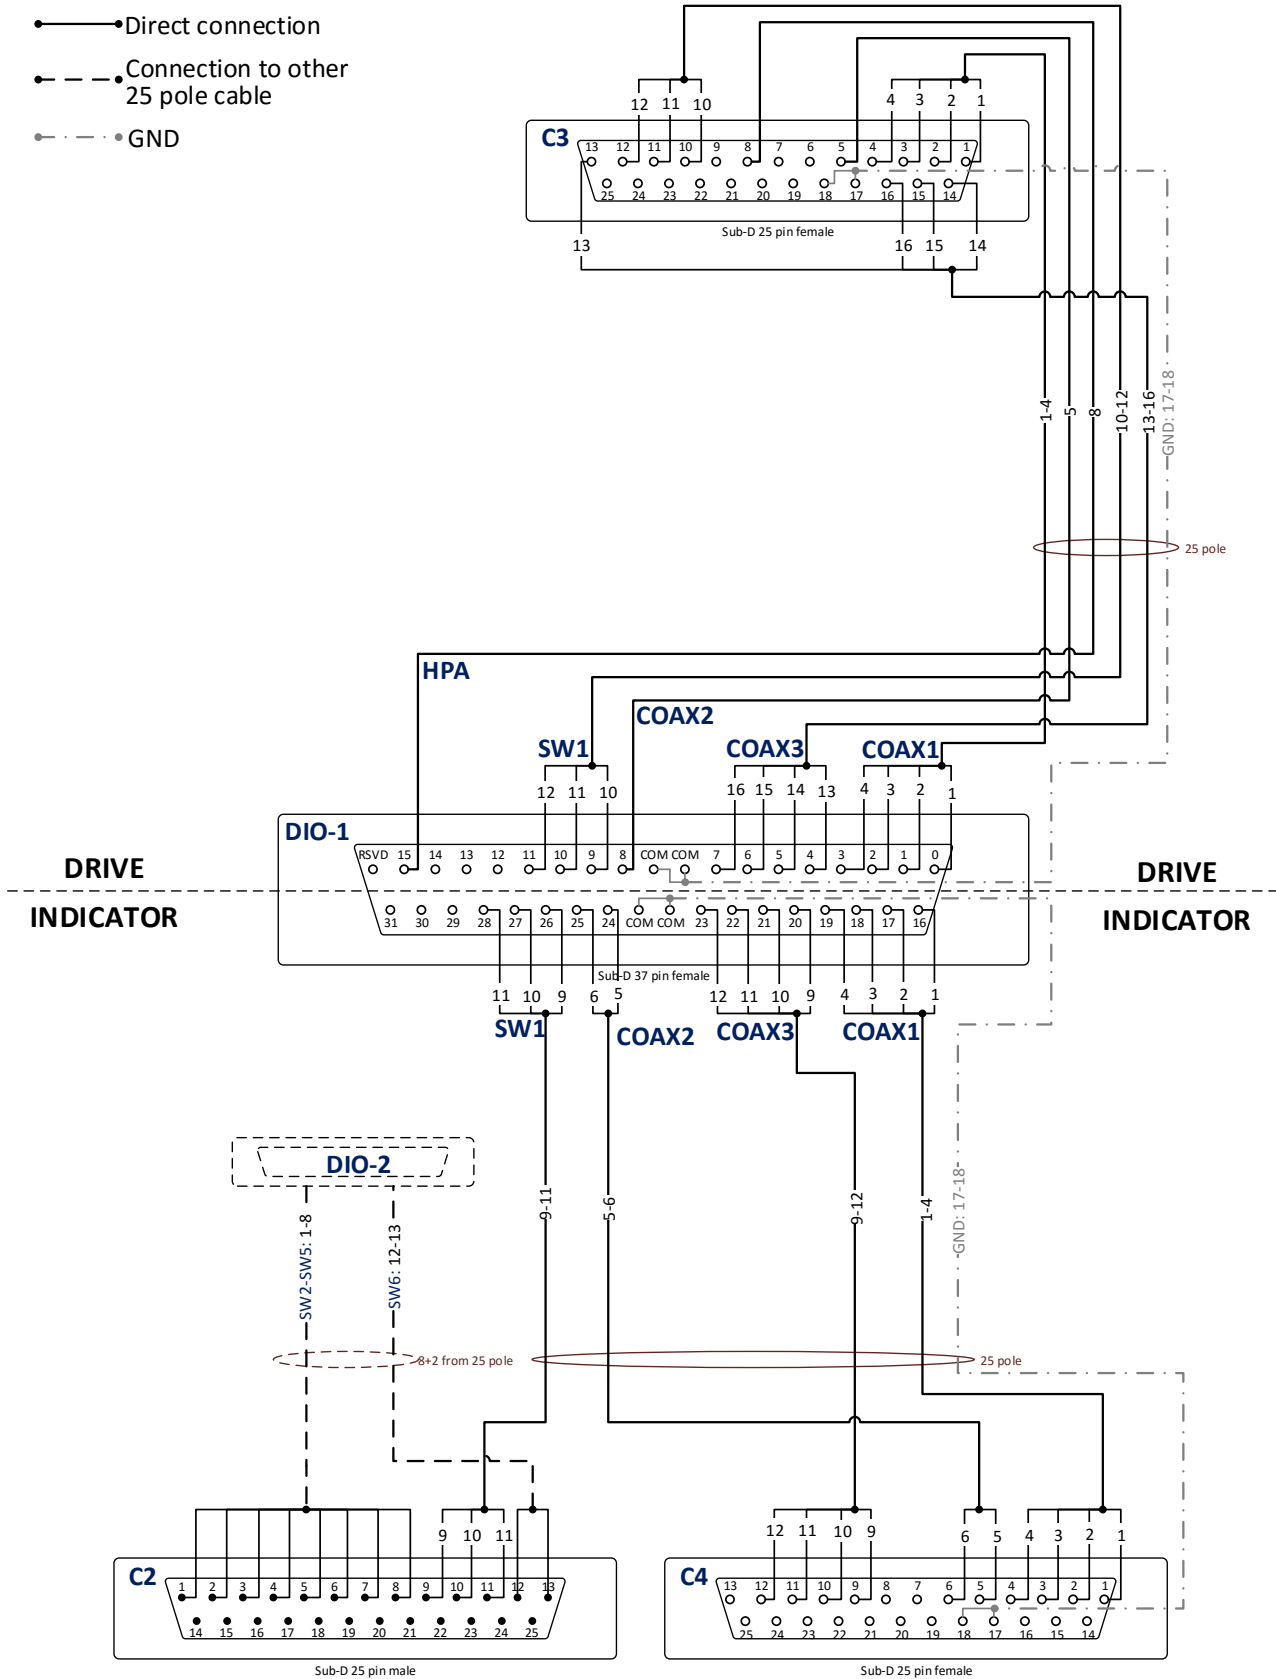 Direct connection
Connection to other
25 pole cable
GND
12 11 10 4 3 2 1
C3
13 12 11 10 9 8 7 6 5 4 3 2 1
25 24 23 22 21 20 19 18 17 16 15 14
Sub-D 25 pin female
13 16 15 14
1-4 5 8 10-12 13-16 GND: 17-18
25 pole
HPA
COAX2
SW1 COAX3 COAX1
12 11 10 16 15 14 13 4 3 2 1
DIO-1
RSVD 15 14 13 12 11 10 9 8 COM COM 7 6 5 4 3 2 1 0
DRIVE DRIVE
INDICATOR INDICATOR
31 30 29 28 27 26 25 24 COM COM 23 22 21 20 19 18 17 16
Sub-D 37 pin female
11 10 9 6 5 12 11 10 9 4 3 2 1
SW1 COAX2 COAX3 COAX1
DIO-2
SW2-SW5: 1-8 SW6: 12-13 9-11 5-6 9-12 1-4 GND: 17-18
8+2 from 25 pole 25 pole
9 10 11 12 11 10 9 6 5 4 3 2 1
C2
1 2 3 4 5 6 7 8 9 10 11 12 13
14 15 16 17 18 19 20 21 22 23 24 25
Sub-D 25 pin male
C4
13 12 11 10 9 8 7 6 5 4 3 2 1
25 24 23 22 21 20 19 18 17 16 15 14
Sub-D 25 pin female